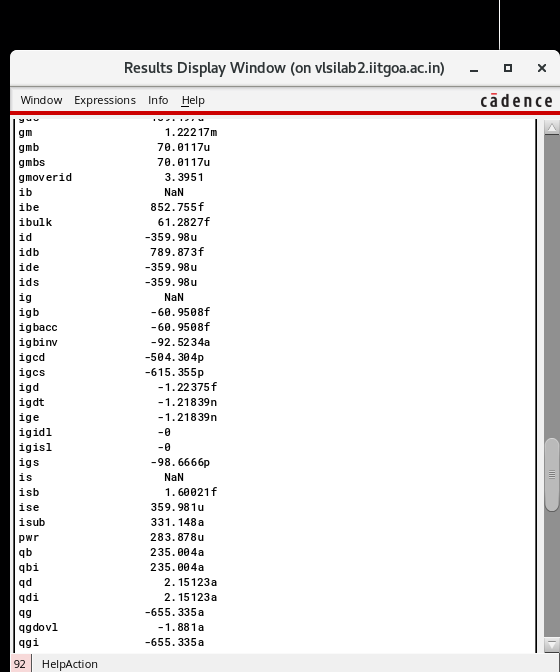 Results Display Window (on vlsilab2.iitgoa.ac.in)
Window Expressions Info Help
cādence
gm 1.22217m
gmb 70.0117u
gmbs 70.0117u
gmoverid 3.3951
ib NaN
ibe 852.755f
ibulk 61.2827f
id -359.98u
idb 789.873f
ide -359.98u
ids -359.98u
ig NaN
igb -60.9508f
igbacc -60.9508f
igbinv -92.5234a
igcd -504.304p
igcs -615.355p
igd -1.22375f
igdt -1.21839n
ige -1.21839n
igidl -0
igisl -0
igs -98.6666p
is NaN
isb 1.60021f
ise 359.981u
isub 331.148a
pwr 283.878u
qb 235.004a
qbi 235.004a
qd 2.15123a
qdi 2.15123a
qg -655.335a
qgdovl -1.881a
qgi -655.335a
92 HelpAction